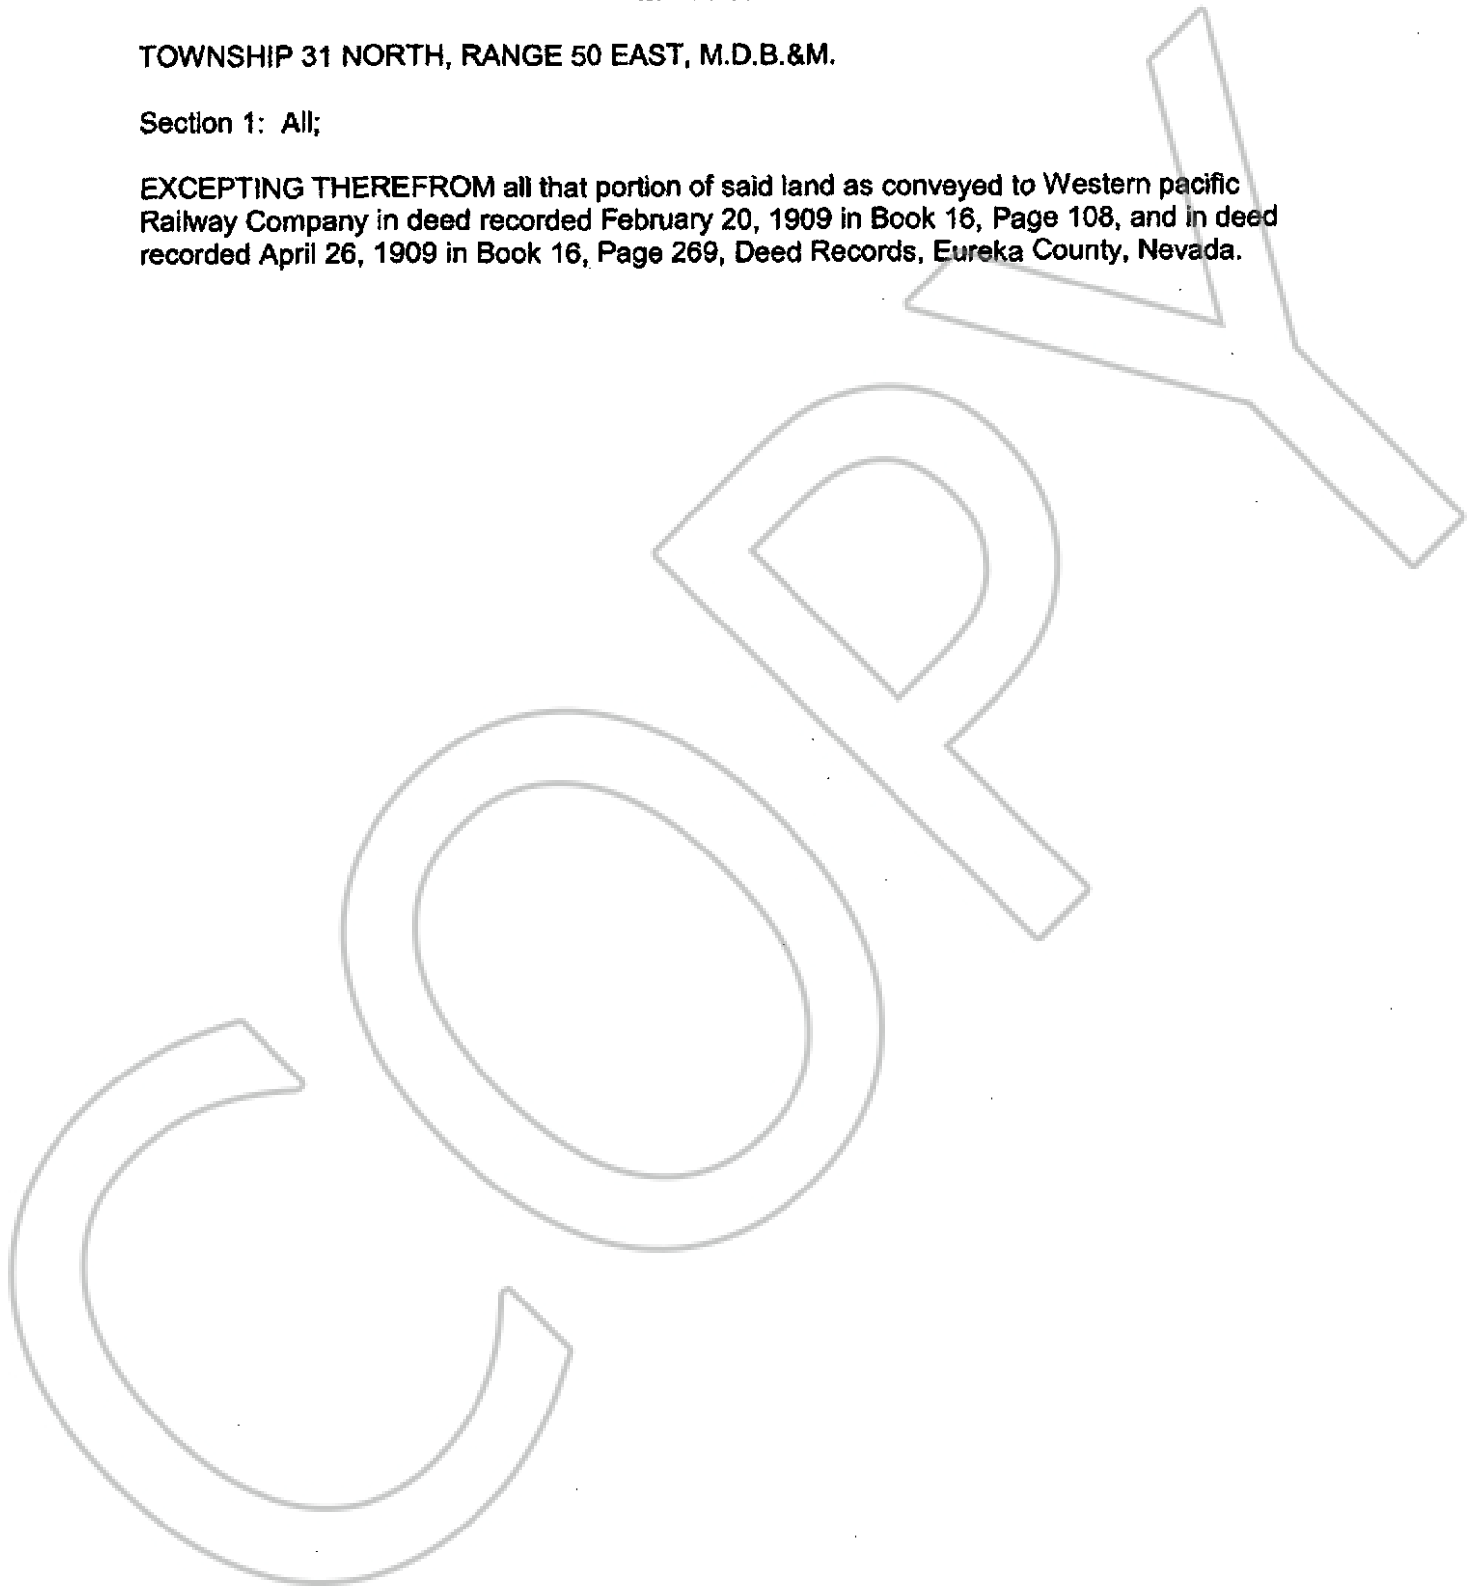 TOWNSHIP 31 NORTH, RANGE 50 EAST, M.D.B.&M.
Section 1: All;
EXCEPTING THEREFROM all that portion of said land as conveyed to Western pacific
Railway Company in deed recorded February 20, 1909 in Book 16, Page 108, and in deed
recorded April 26, 1909 in Book 16, Page 269, Deed Records, Eureka County, Nevada.
COPY